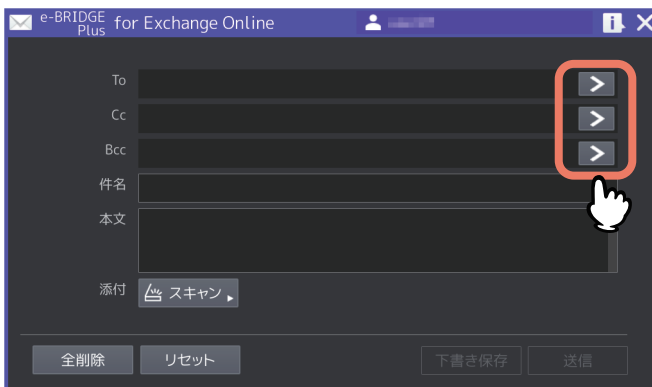 e-BRIDGE Plus for Exchange Online
To
Cc
Bcc
件名
本文
添付 スキャン
全削除 リセット 下書き保存 送信